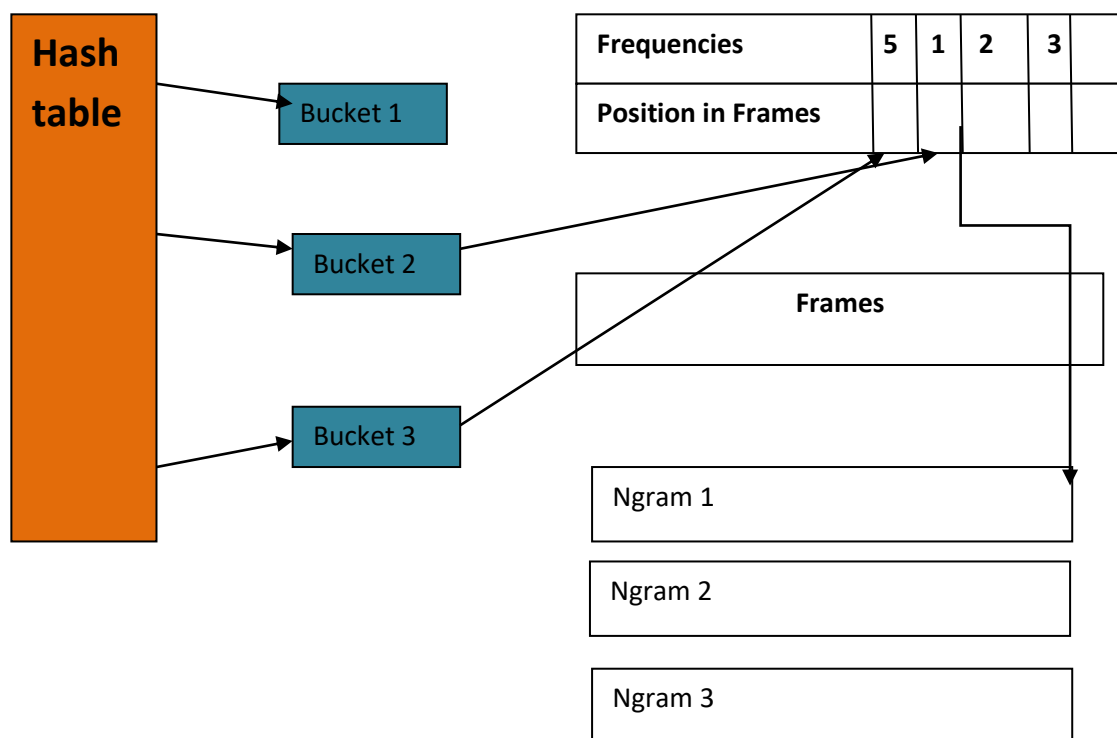 Hash
table
Bucket 1
Bucket 2
Bucket 3
Frequencies 5 1 2 3
Position in Frames
Frames
Ngram 1
Ngram 2
Ngram 3